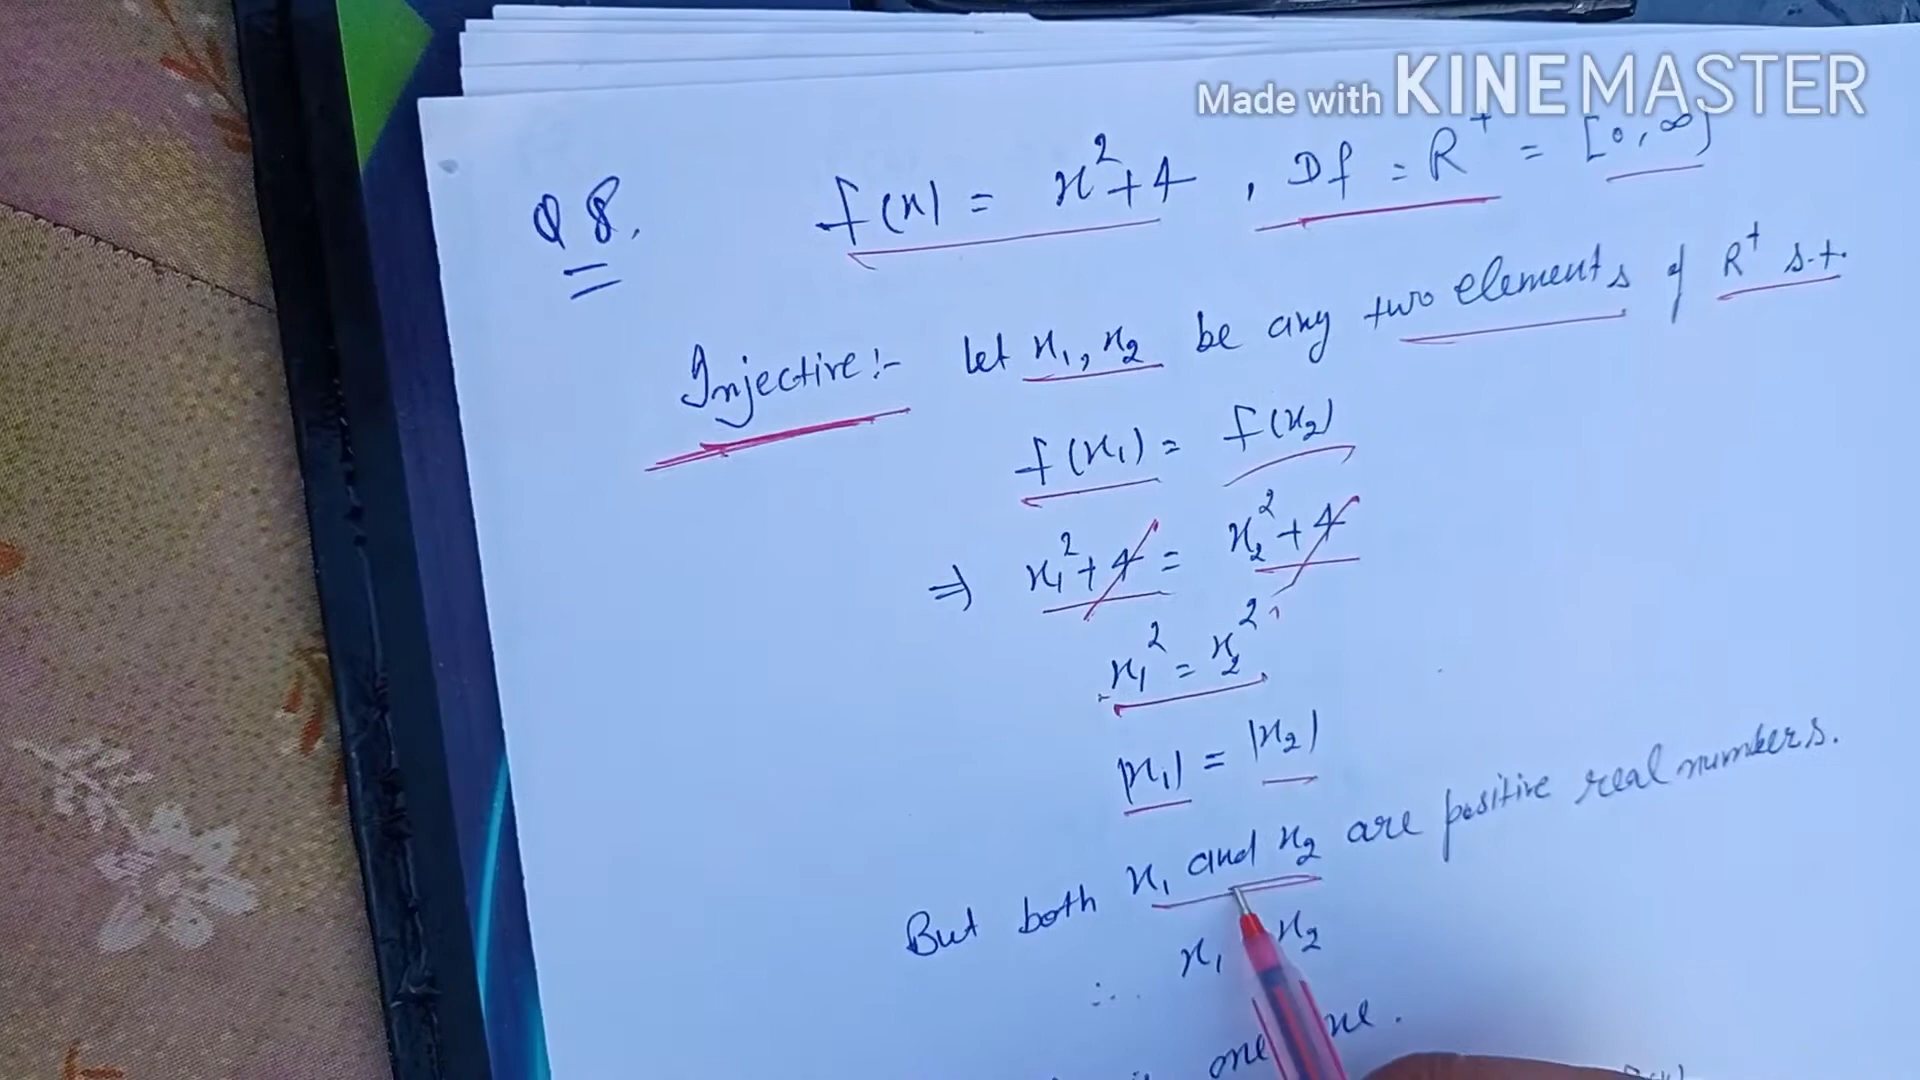 Made with KINEMASTER
Q8. f(x) = x²+4 , Df = R⁺ = [0, ∞)
Injective:- let x₁, x₂ be any two elements of R⁺ s.t.
f(x₁) = f(x₂)
⇒ x₁²+4 = x₂²+4
x₁² = x₂²
|x₁| = |x₂|
But both x₁ and x₂ are positive real numbers.
∴ x₁ x₂
one